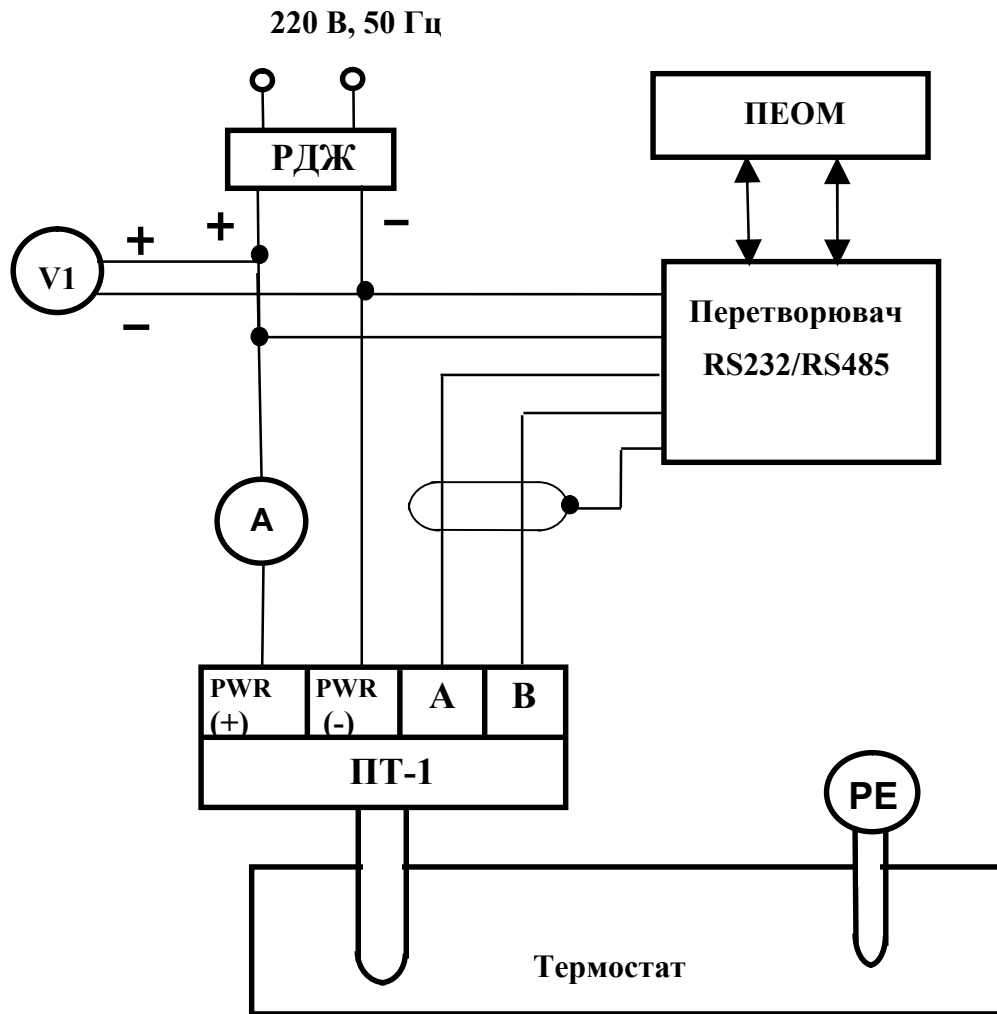 220 В, 50 Гц
ПЕОМ
РДЖ
+
−
+
V1
−
Перетворювач
RS232/RS485
A
PWR
(+)
PWR
(-)
А
В
ПТ-1
PE
Термостат